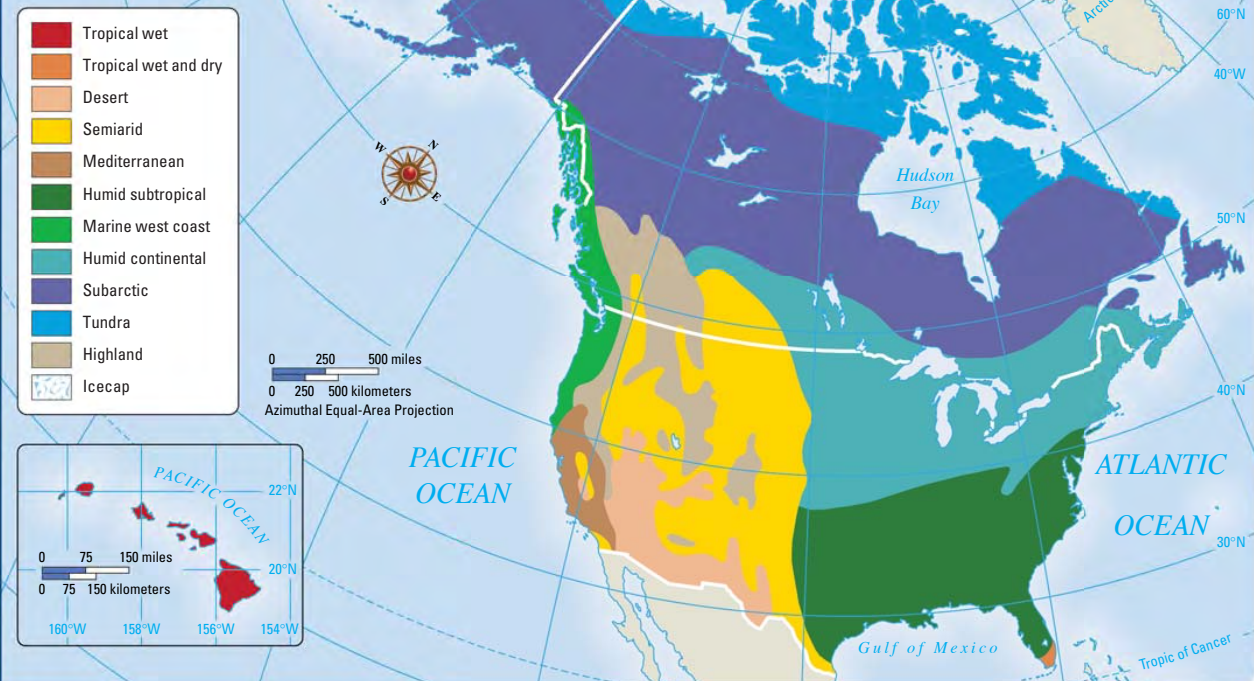 Tropical wet
Tropical wet and dry
Desert
Semiarid
Mediterranean
Humid subtropical
Marine west coast
Humid continental
Subarctic
Tundra
Highland
Icecap
W
N
S
E
0 250 500 miles
0 250 500 kilometers
Azimuthal Equal-Area Projection
PACIFIC
OCEAN
Hudson
Bay
ATLANTIC
OCEAN
Gulf of Mexico
Tropic of Cancer
Arctic
60°N
40°W
50°N
40°N
30°N
PACIFIC OCEAN
22°N
20°N
0 75 150 miles
0 75 150 kilometers
160°W
158°W
156°W
154°W